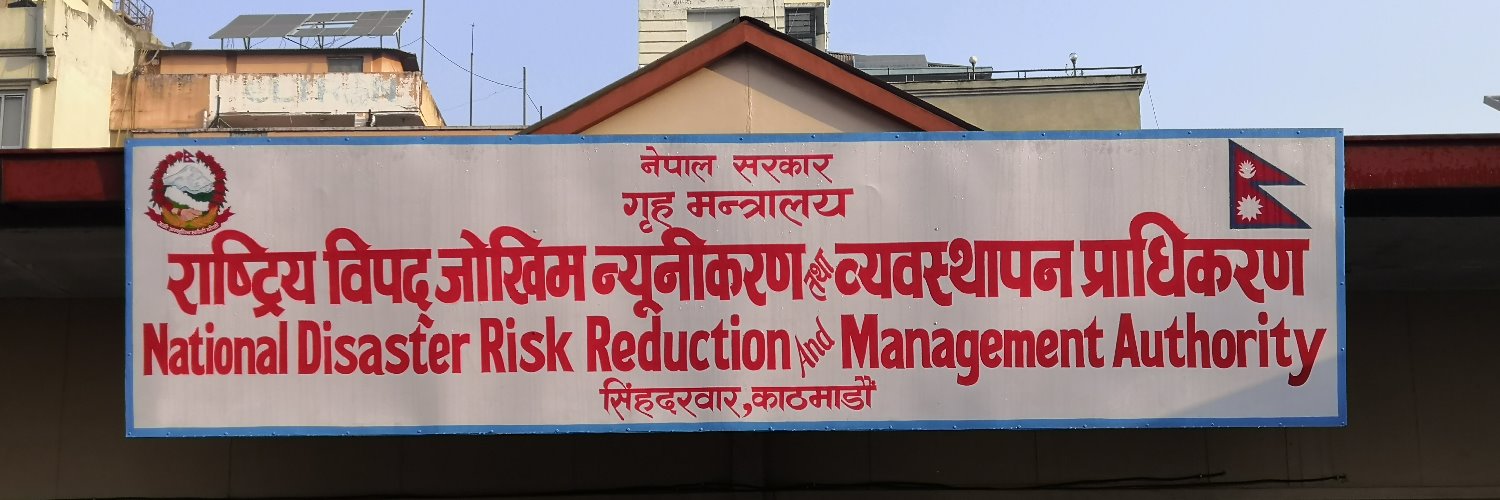 नेपाल सरकार
गृह मन्त्रालय
राष्ट्रिय विपद् जोखिम न्यूनीकरण तथा व्यवस्थापन प्राधिकरण
National Disaster Risk Reduction And Management Authority
सिंहदरवार,काठमाडौं